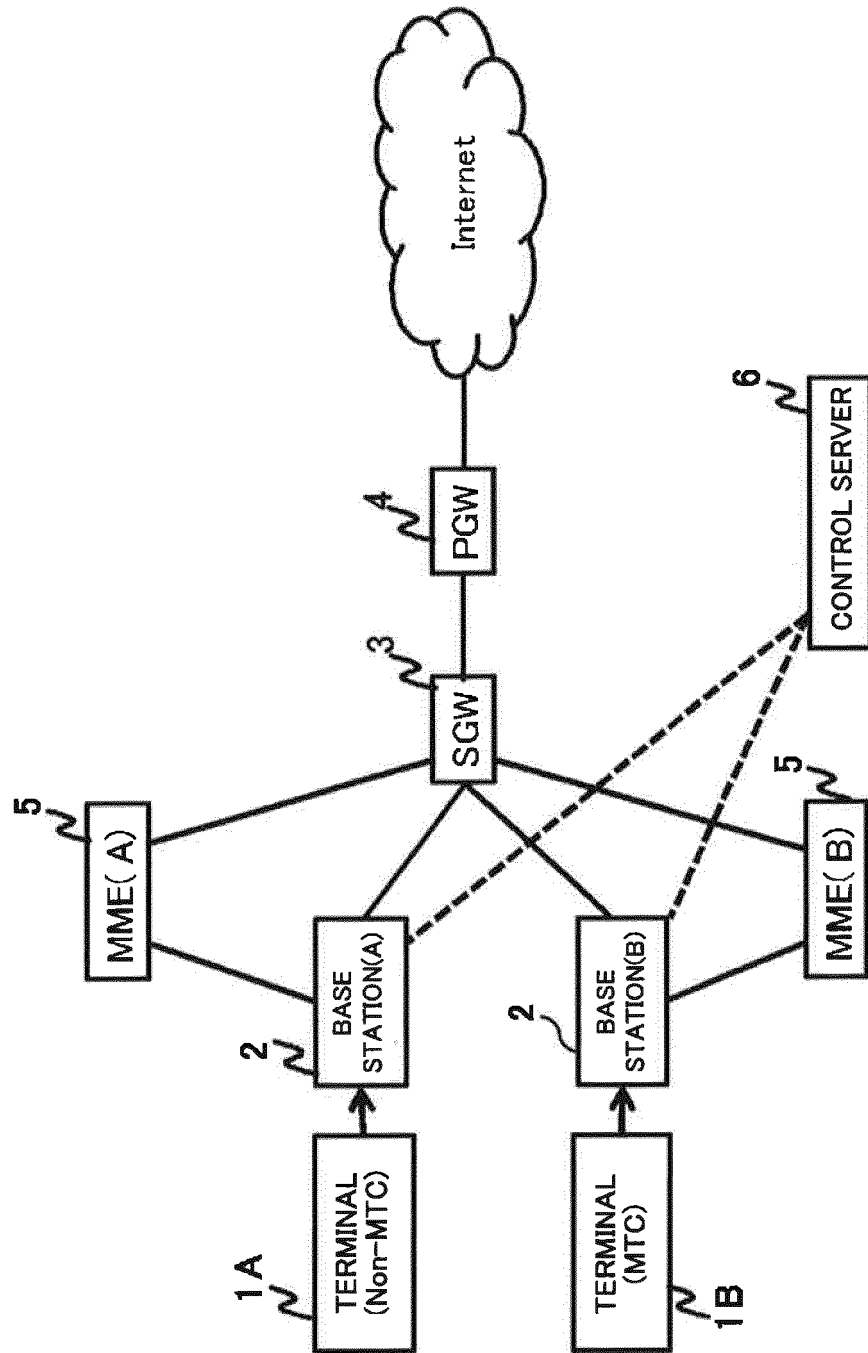 1A
TERMINAL
(Non-MTC)
2
BASE
STATION(A)
5
MME( A)
3
SGW
4
PGW
Internet
1B
TERMINAL
(MTC)
2
BASE
STATION(B)
5
MME( B)
6
CONTROL SERVER